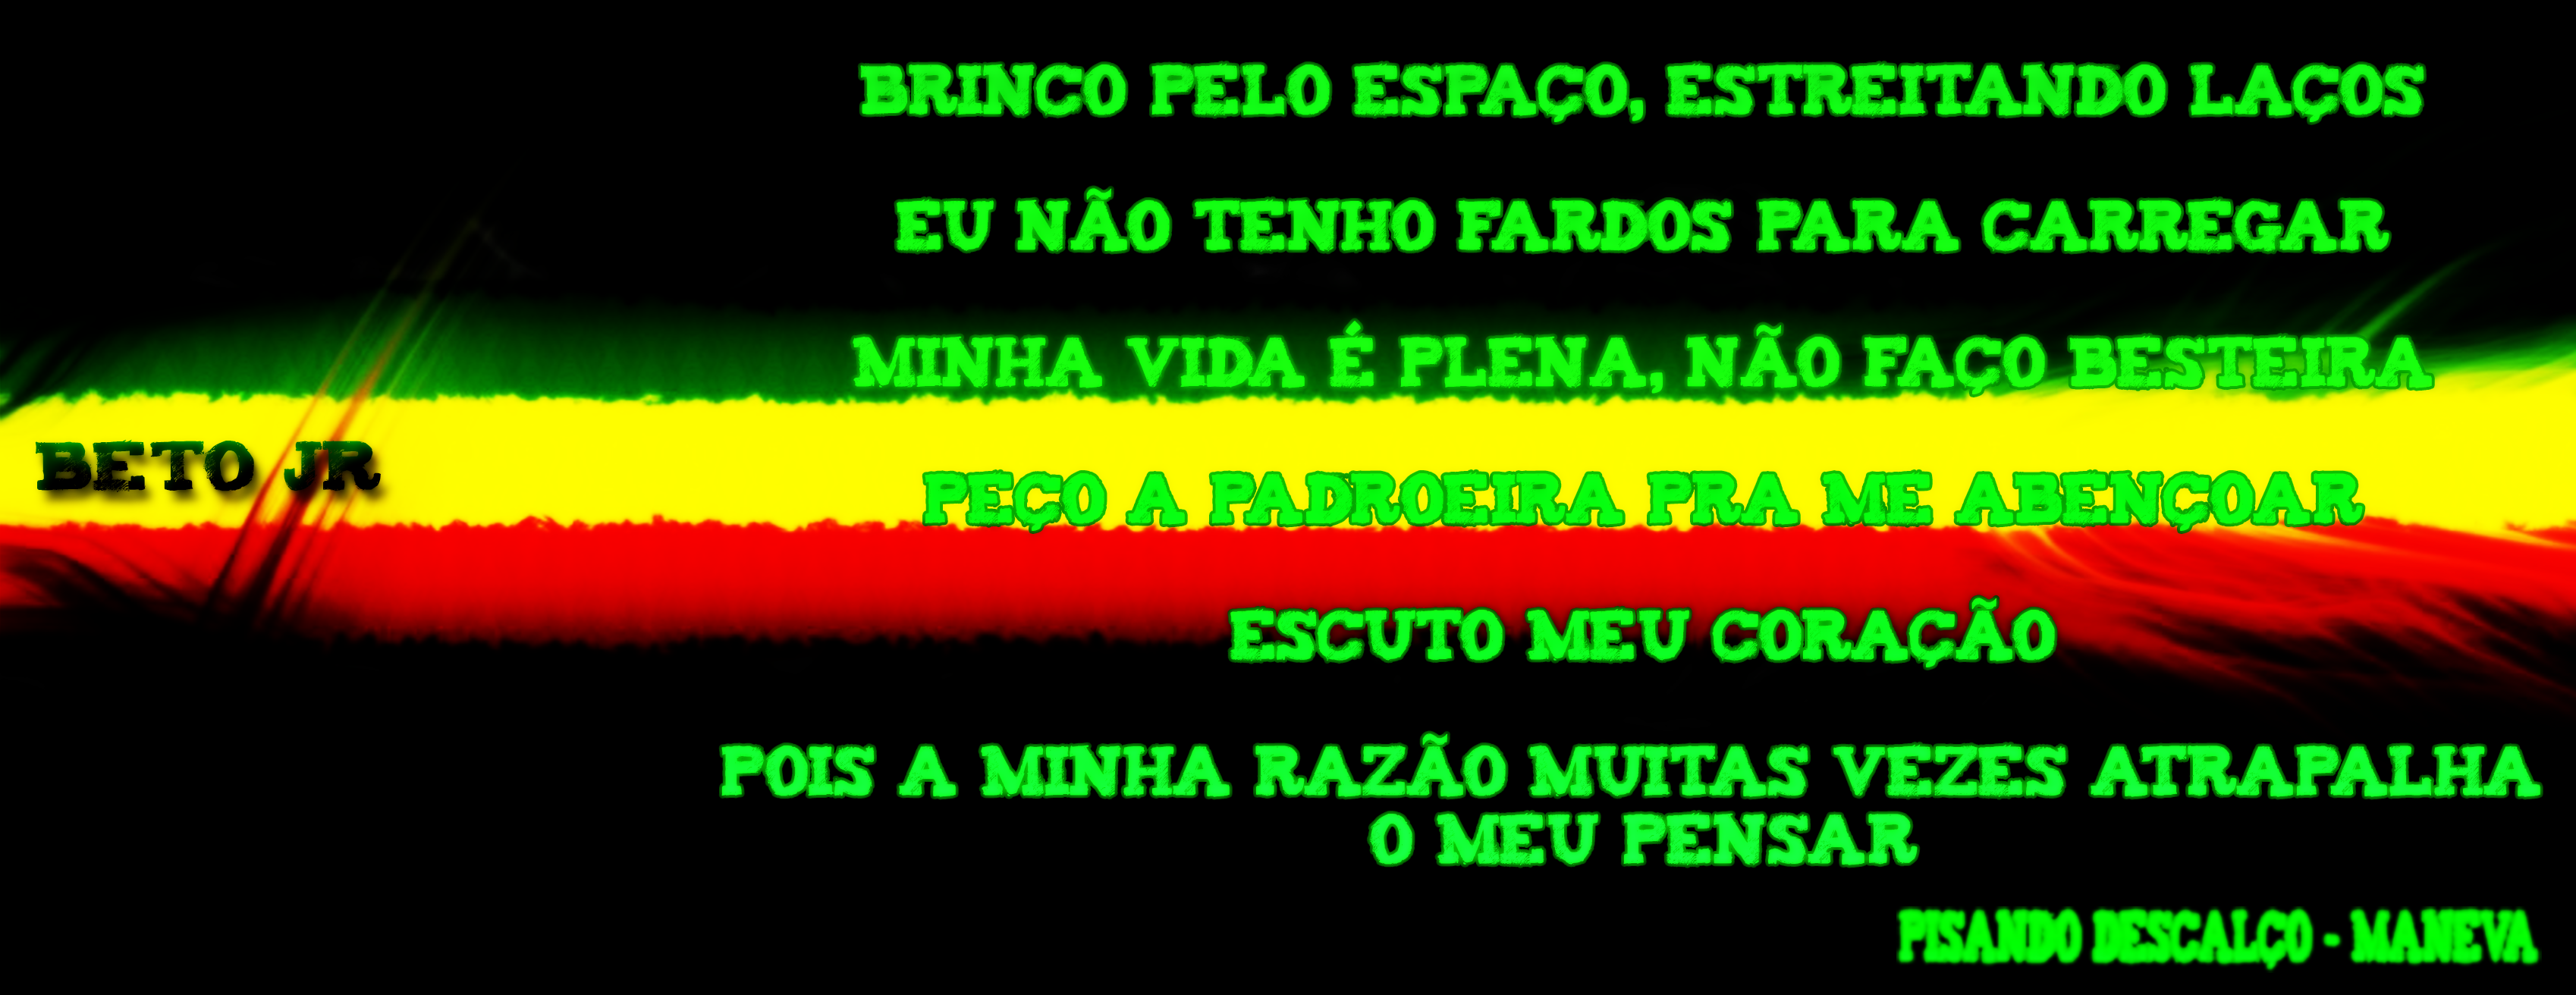 BRINCO PELO ESPAÇO, ESTREITANDO LAÇOS
EU NÃO TENHO FARDOS PARA CARREGAR
MINHA VIDA É PLENA, NÃO FAÇO BESTEIRA
BETO JR
PEÇO A PADROEIRA PRA ME ABENÇOAR
ESCUTO MEU CORAÇÃO
POIS A MINHA RAZÃO MUITAS VEZES ATRAPALHA
O MEU PENSAR
PISANDO DESCALÇO - MANEVA